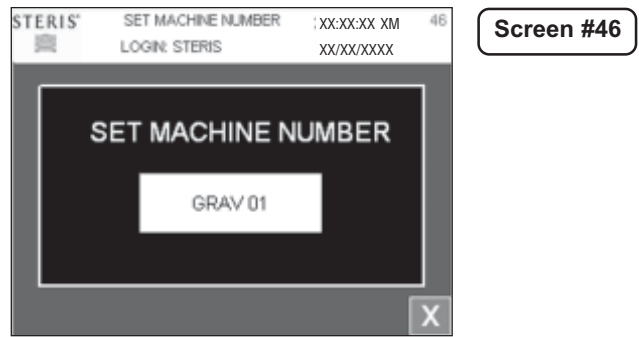 STERIS® SET MACHINE NUMBER XX:XX:XX XM 46
LOGIN: STERIS XX/XX/XXXX
SET MACHINE NUMBER
GRAV 01
X
Screen #46